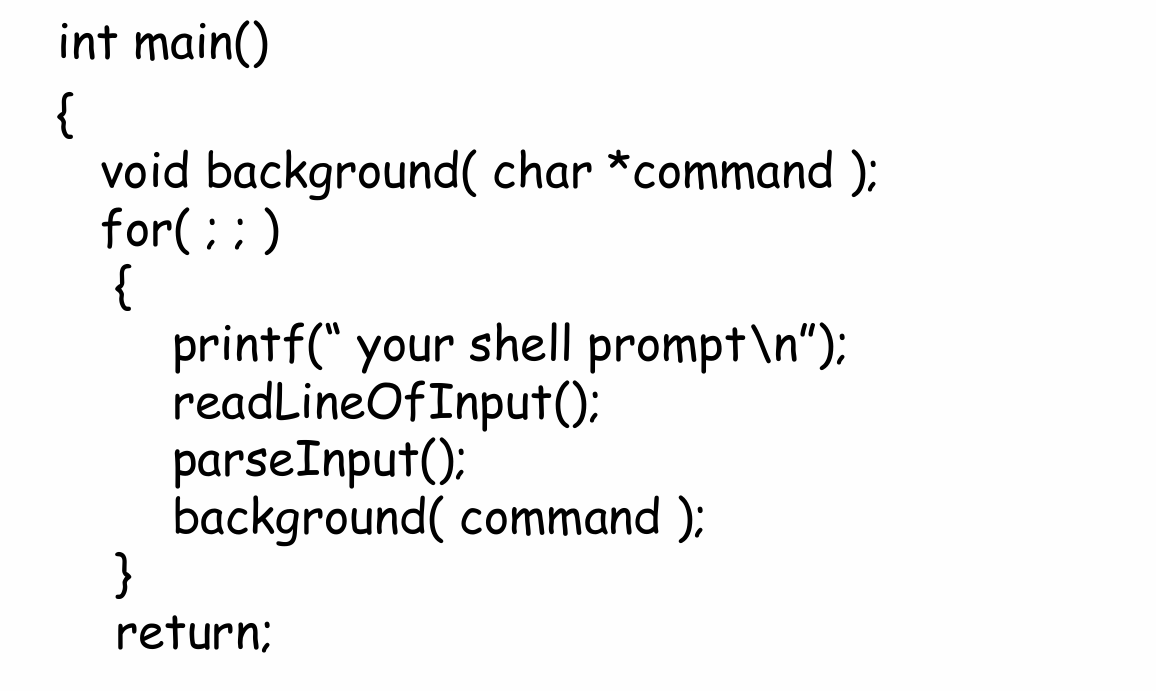 int main()
{
void background( char *command );
for( ; ; )
{
printf(“ your shell prompt\n”);
readLineOfInput();
parseInput();
background( command );
}
return;